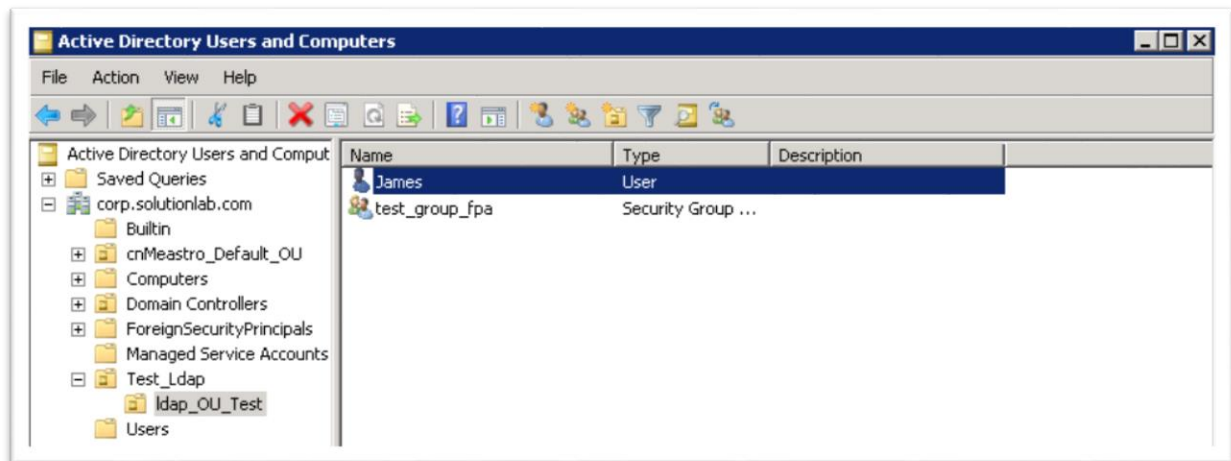 Active Directory Users and Computers
File Action View Help
Active Directory Users and Comput
Name Type Description
Saved Queries
James User
corp.solutionlab.com
test_group_fpa Security Group ...
Builtin
cnMeastro_Default_OU
Computers
Domain Controllers
ForeignSecurityPrincipals
Managed Service Accounts
Test_Ldap
ldap_OU_Test
Users